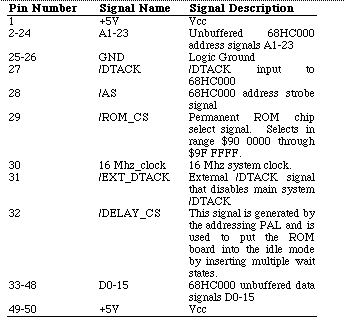 Pin Number Signal Name Signal Description
1 +5V Vcc
2-24 A1-23 Unbuffered 68HC000
address signals A1-23
25-26 GND Logic Ground
27 /DTACK /DTACK input to
68HC000
28 /AS 68HC000 address strobe
signal
29 /ROM_CS Permanent ROM chip
select signal. Selects in
range $90 0000 through
$9F FFFF.
30 16 Mhz_clock 16 Mhz system clock.
31 /EXT_DTACK External /DTACK signal
that disables main system
/DTACK
32 /DELAY_CS This signal is generated by
the addressing PAL and is
used to put the ROM
board into the idle mode
by inserting multiple wait
states.
33-48 D0-15 68HC000 unbuffered data
signals D0-15
49-50 +5V Vcc